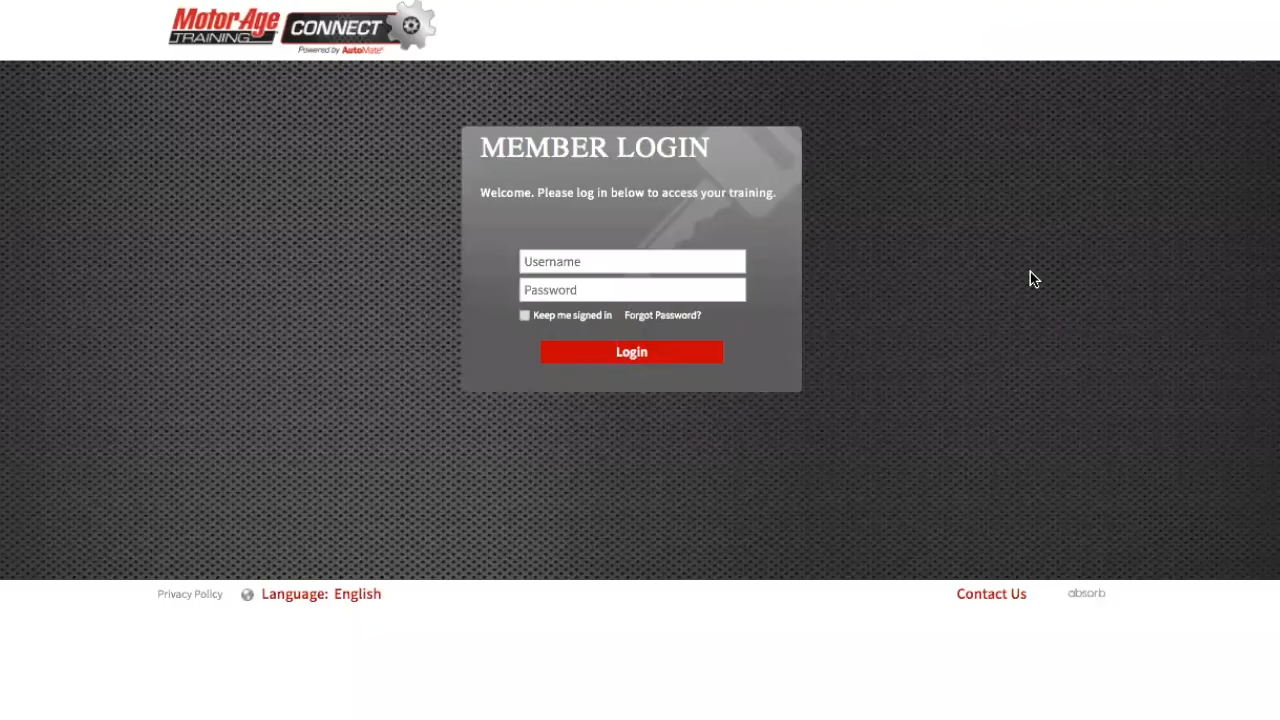 Motor Age
TRAINING
CONNECT
Powered by AutoMate®
MEMBER LOGIN
Welcome. Please log in below to access your training.
Username
Password
Keep me signed in Forgot Password?
Login
Privacy Policy Language: English Contact Us absorb